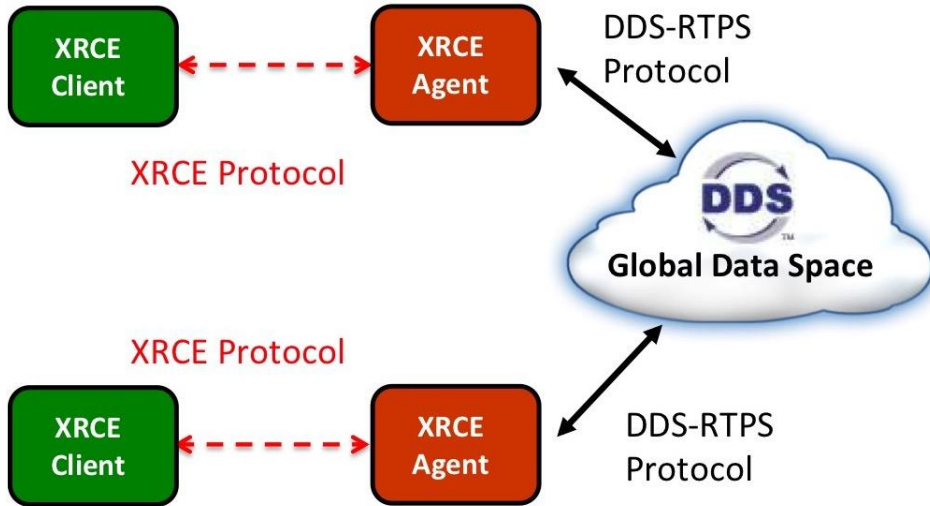 XRCE
Client
XRCE
Agent
DDS-RTPS
Protocol
XRCE Protocol
DDS
TM
Global Data Space
XRCE Protocol
XRCE
Client
XRCE
Agent
DDS-RTPS
Protocol